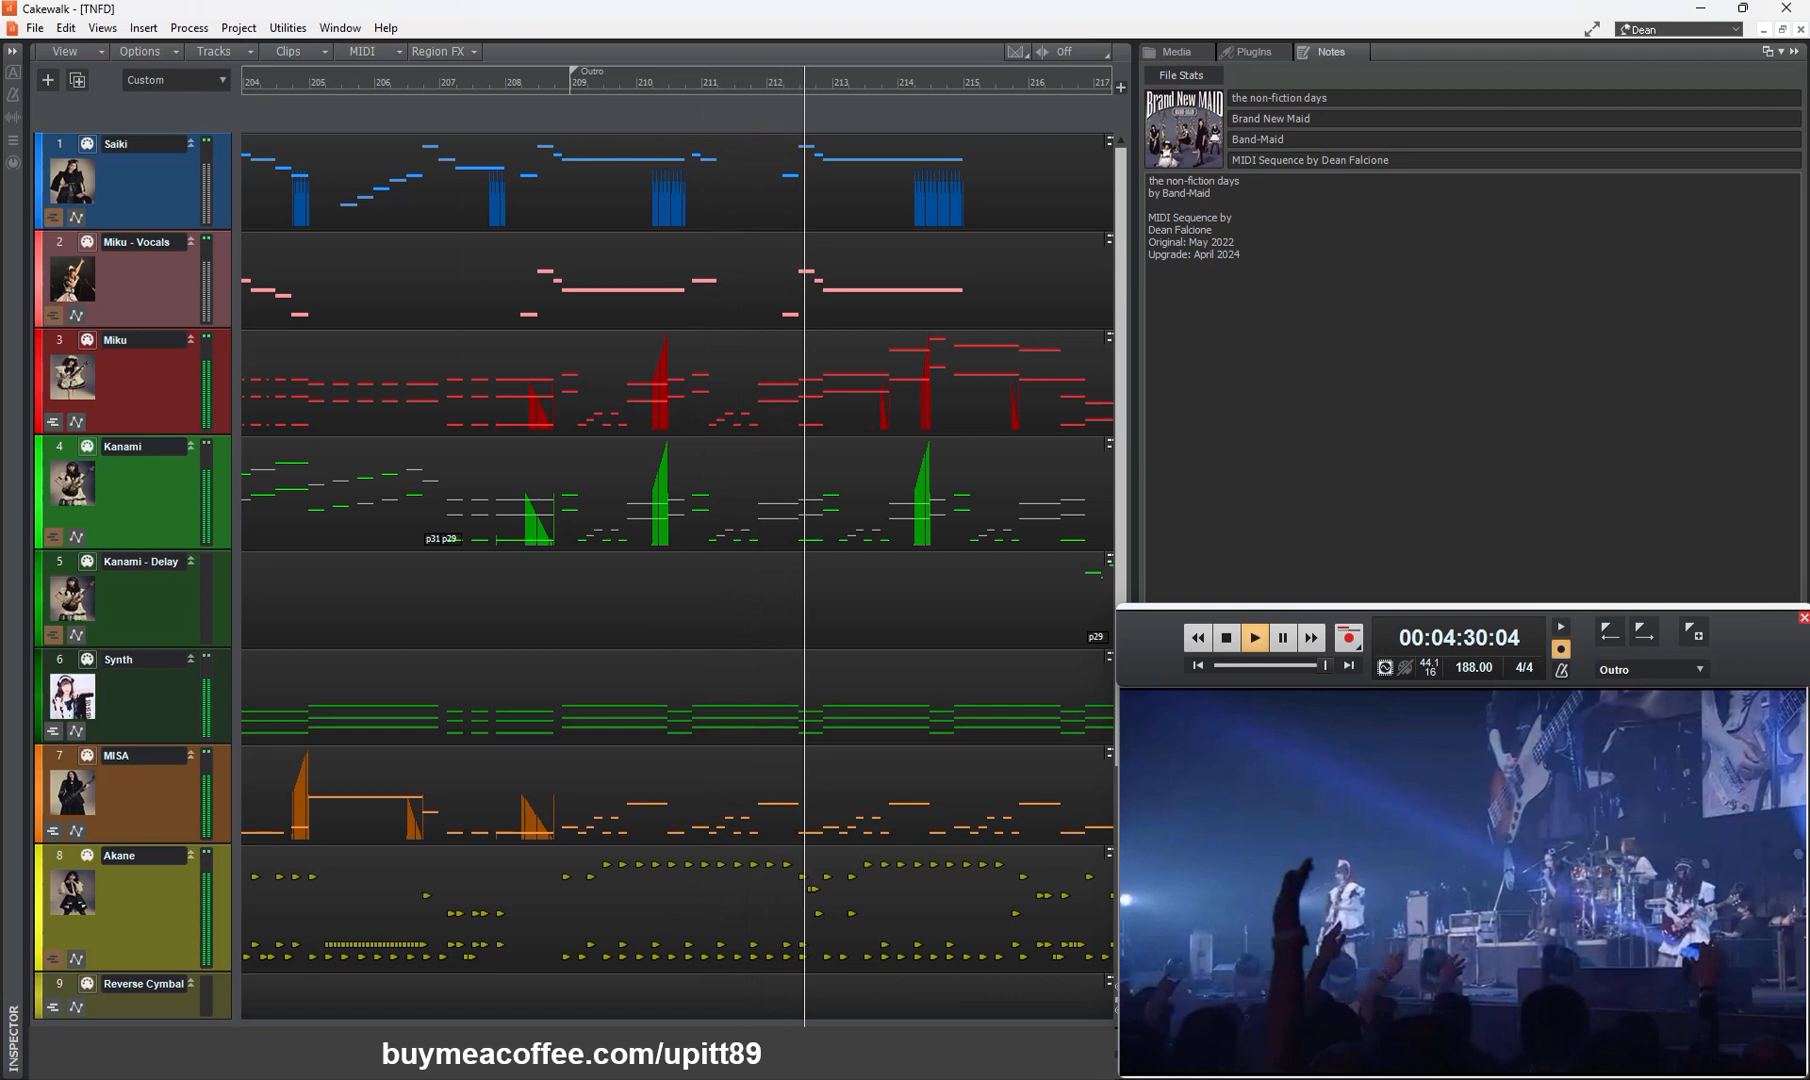 Cakewalk - [TNFD]
File Edit Views Insert Process Project Utilities Window Help
Dean
View Options Tracks Clips MIDI Region FX Off
Custom
Outro
204 205 206 207 208 209 210 211 212 213 214 215 216 217
1 Saiki
2 Miku - Vocals
3 Miku
4 Kanami
p31 p29
5 Kanami - Delay
p29
6 Synth
7 MISA
8 Akane
9 Reverse Cymbal
INSPECTOR
Media PlugIns Notes
File Stats
Brand New MAID
the non-fiction days
Brand New Maid
Band-Maid
MIDI Sequence by Dean Falcione
the non-fiction days
by Band-Maid
MIDI Sequence by
Dean Falcione
Original: May 2022
Upgrade: April 2024
00:04:30:04
44.1
16
188.00 4/4
Outro
buymeacoffee.com/upitt89